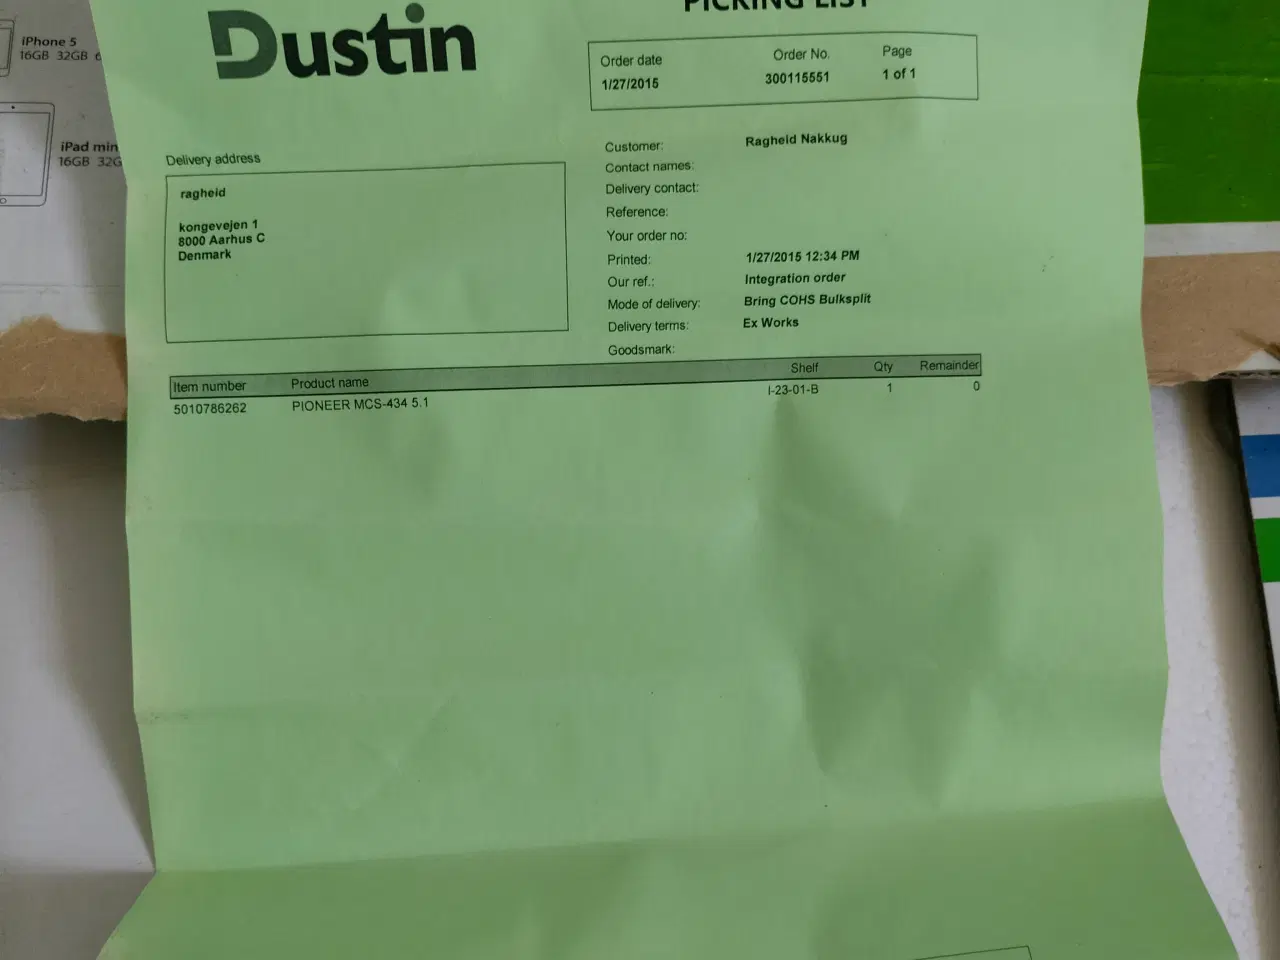 iPhone 5
16GB 32GB 6
iPad min
16GB 32G
Dustin
PICKING LIST
Order date Order No. Page
1/27/2015 300115551 1 of 1
Delivery address
ragheid
kongevejen 1
8000 Aarhus C
Denmark
Customer: Ragheid Nakkug
Contact names:
Delivery contact:
Reference:
Your order no:
Printed: 1/27/2015 12:34 PM
Our ref.: Integration order
Mode of delivery: Bring COHS Bulksplit
Delivery terms: Ex Works
Goodsmark:
Item number Product name Shelf Qty Remainder
5010786262 PIONEER MCS-434 5.1 I-23-01-B 1 0